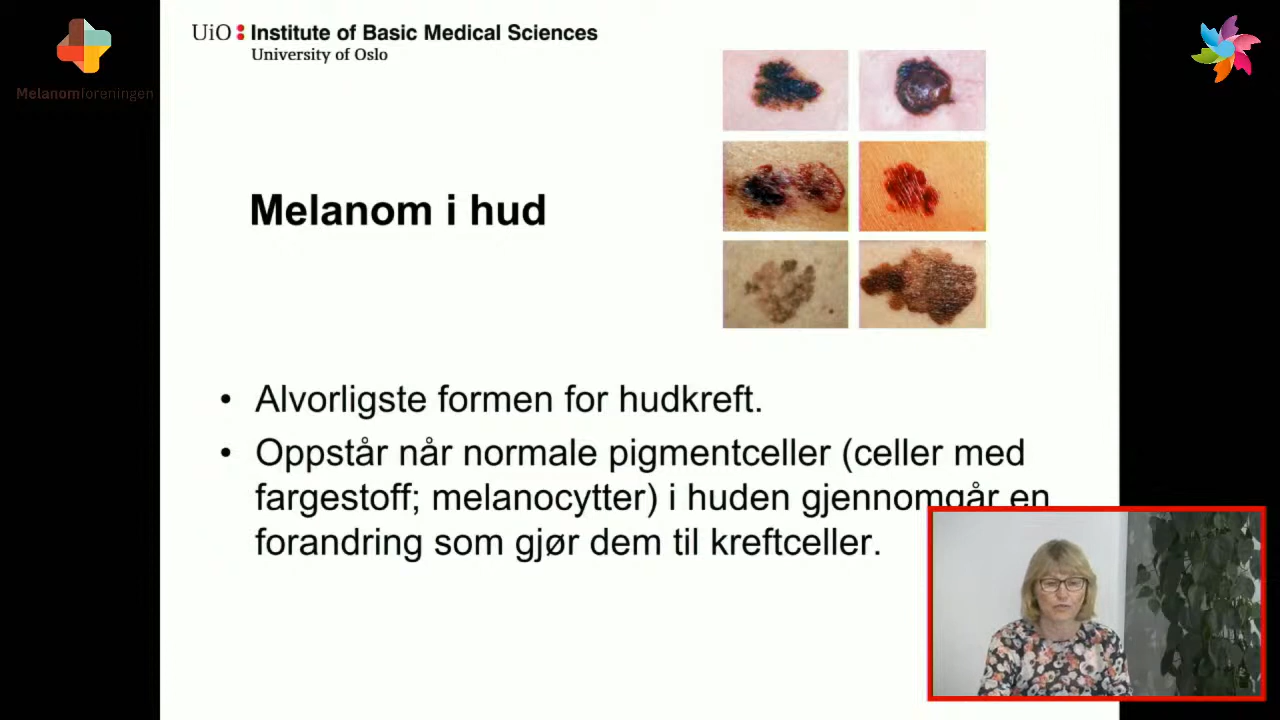 UiO: Institute of Basic Medical Sciences
University of Oslo
Melanomforeningen
Melanom i hud
• Alvorligste formen for hudkreft.
• Oppstår når normale pigmentceller (celler med
fargestoff; melanocytter) i huden gjennomgår en
forandring som gjør dem til kreftceller.